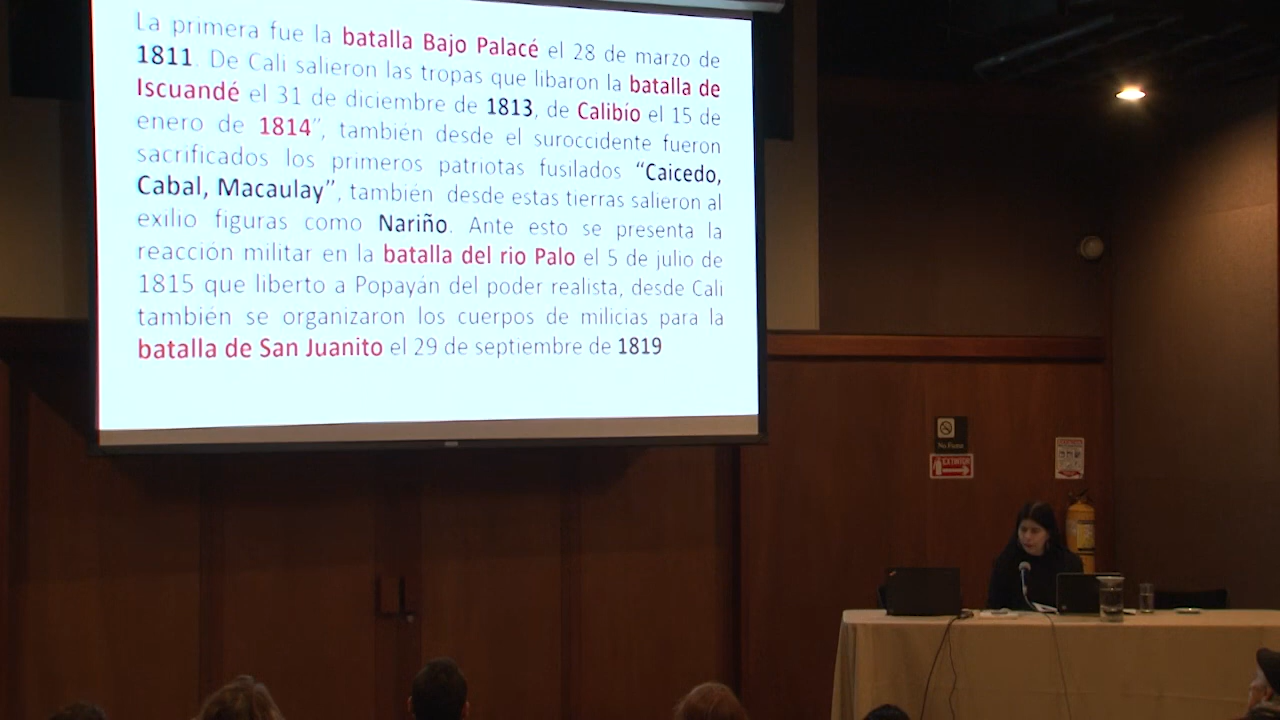 La primera fue la batalla Bajo Palacé el 28 de marzo de
1811. De Cali salieron las tropas que libaron la batalla de
Iscuandé el 31 de diciembre de 1813, de Calibío el 15 de
enero de 1814”, también desde el suroccidente fueron
sacrificados los primeros patriotas fusilados “Caicedo,
Cabal, Macaulay”, también desde estas tierras salieron al
exilio figuras como Nariño. Ante esto se presenta la
reacción militar en la batalla del rio Palo el 5 de julio de
1815 que liberto a Popayán del poder realista, desde Cali
también se organizaron los cuerpos de milicias para la
batalla de San Juanito el 29 de septiembre de 1819
No Fumar
EXTINTOR